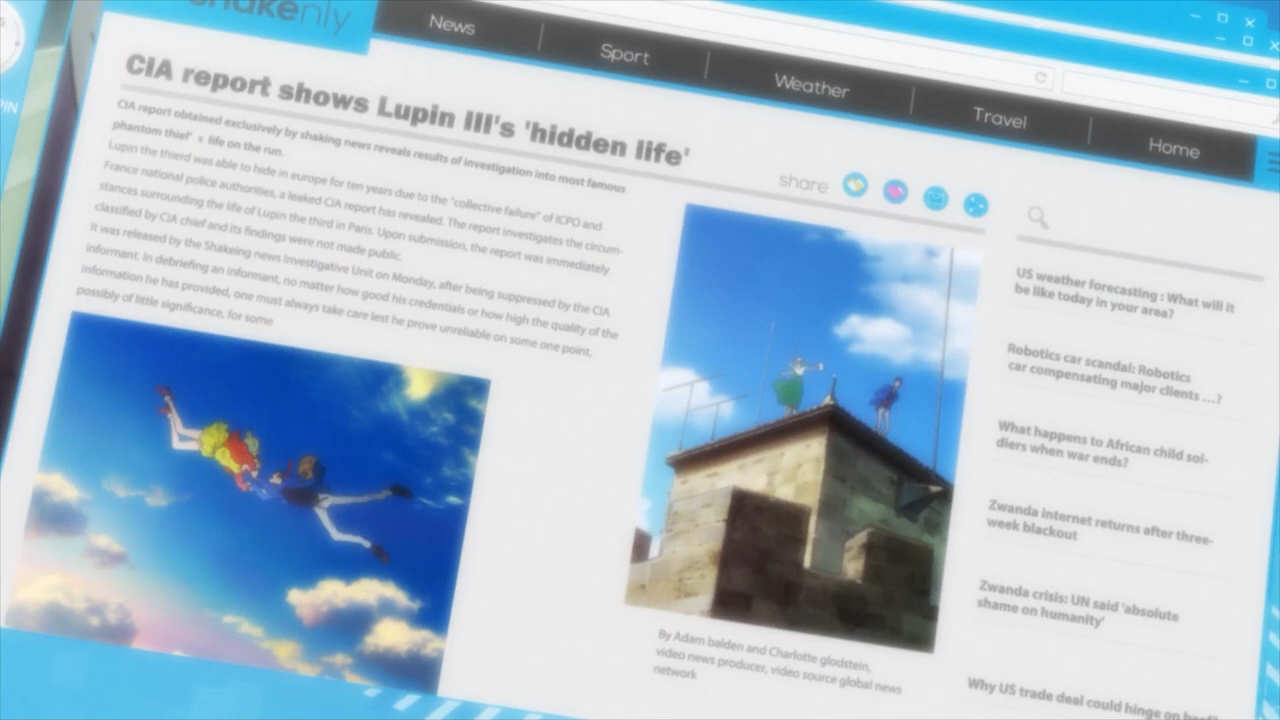 shakenly
News
Sport
Weather
Travel
Home
CIA report shows Lupin III's 'hidden life'
CIA report obtained exclusively by shaking news reveals results of investigation into most famous
phantom thief' s life on the run.
Lupin the thierd was able to hide in europe for ten years due to the "collective failure" of ICPO and
France national police authorities, a leaked CIA report has revealed. The report investigates the circum-
stances surrounding the life of Lupin the third in Paris. Upon submission, the report was immediately
classified by CIA chief and its findings were not made public.
It was released by the Shakeing news Investigative Unit on Monday, after being suppressed by the CIA
informant. In debriefing an informant, no matter how good his credentials or how high the quality of the
information he has provided, one must always take care lest he prove unreliable on some one point,
possibly of little significance, for some
share
By Adam balden and Charlotte glodstein,
video news producer, video source global news
network
US weather forecasting : What will it
be like today in your area?
Robotics car scandal: Robotics
car compensating major clients ...?
What happens to African child sol-
diers when war ends?
Zwanda internet returns after three-
week blackout
Zwanda crisis: UN said 'absolute
shame on humanity'
Why US trade deal could hinge on